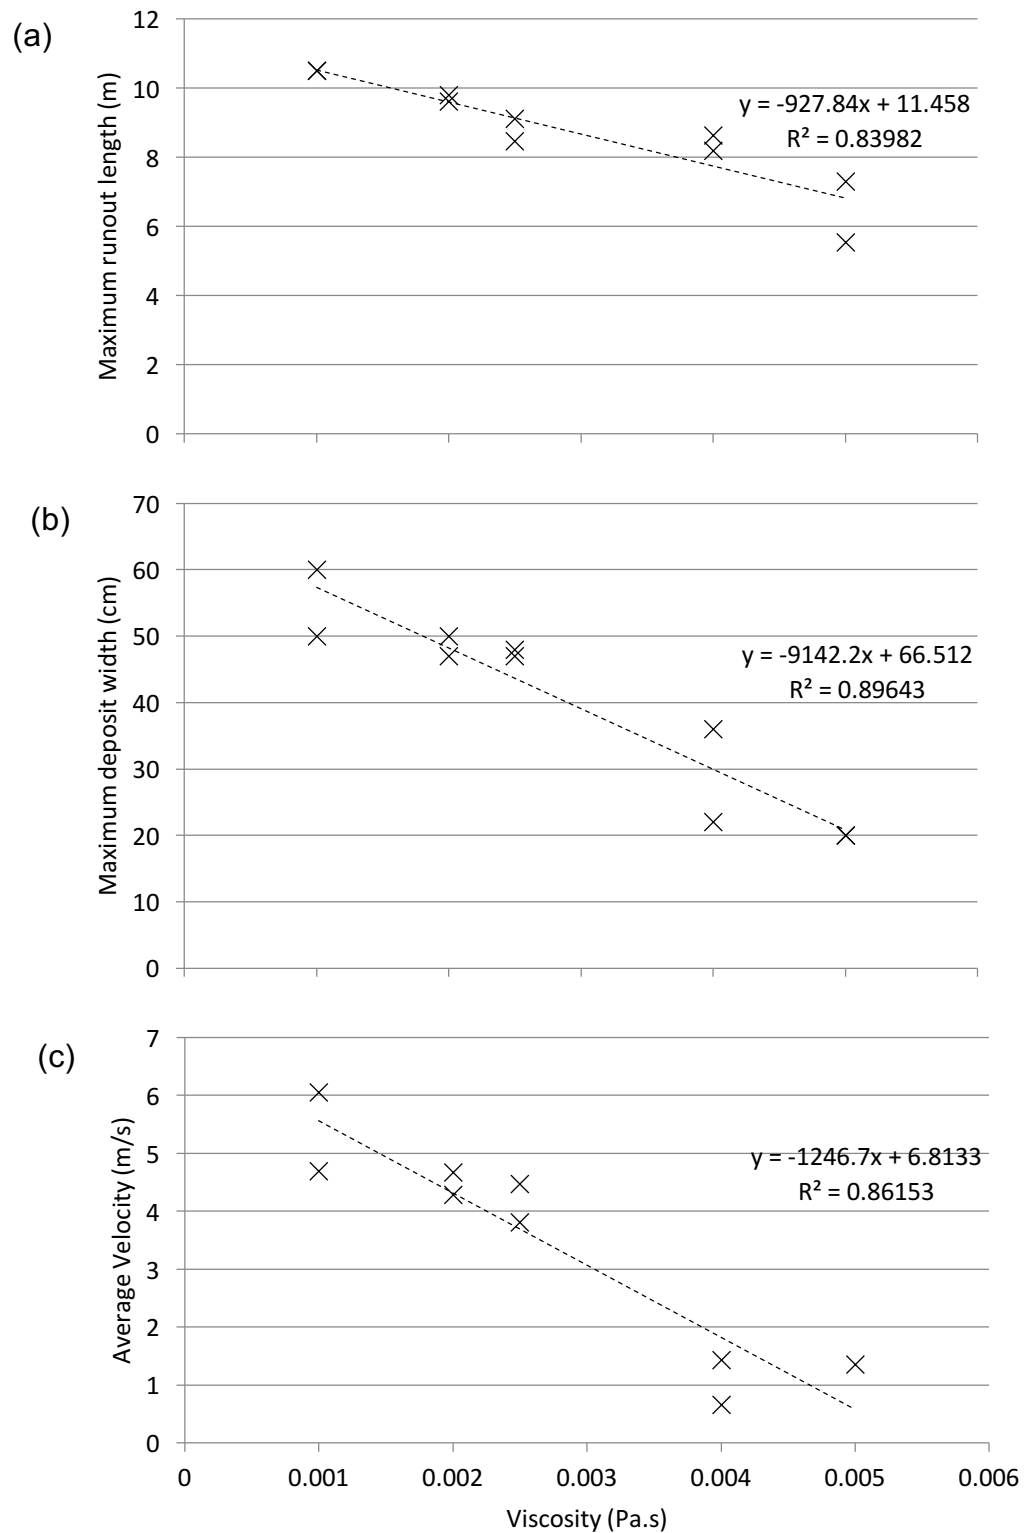 (a)
Maximum runout length (m)
12
10
8
6
4
2
0
y = -927.84x + 11.458
R² = 0.83982
(b)
Maximum deposit width (cm)
70
60
50
40
30
20
10
0
y = -9142.2x + 66.512
R² = 0.89643
(c)
Average Velocity (m/s)
7
6
5
4
3
2
1
0
y = -1246.7x + 6.8133
R² = 0.86153
0 0.001 0.002 0.003 0.004 0.005 0.006
Viscosity (Pa.s)